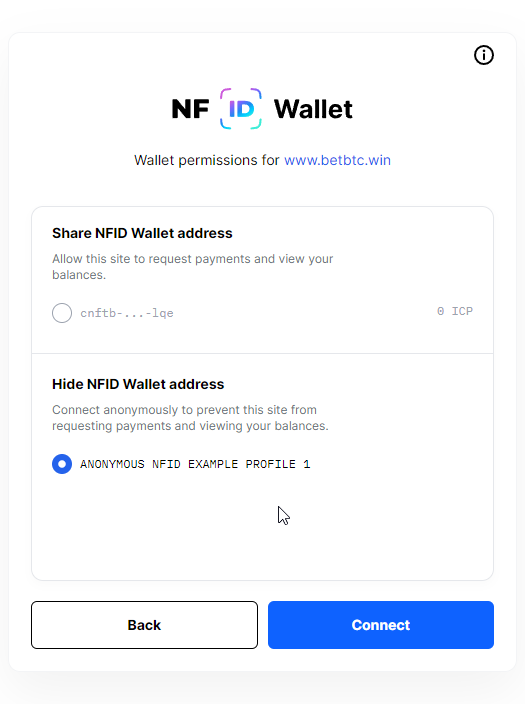 NF ID Wallet
Wallet permissions for www.betbtc.win
Share NFID Wallet address
Allow this site to request payments and view your
balances.
cnftb-...-lqe 0 ICP
Hide NFID Wallet address
Connect anonymously to prevent this site from
requesting payments and viewing your balances.
ANONYMOUS NFID EXAMPLE PROFILE 1
Back Connect